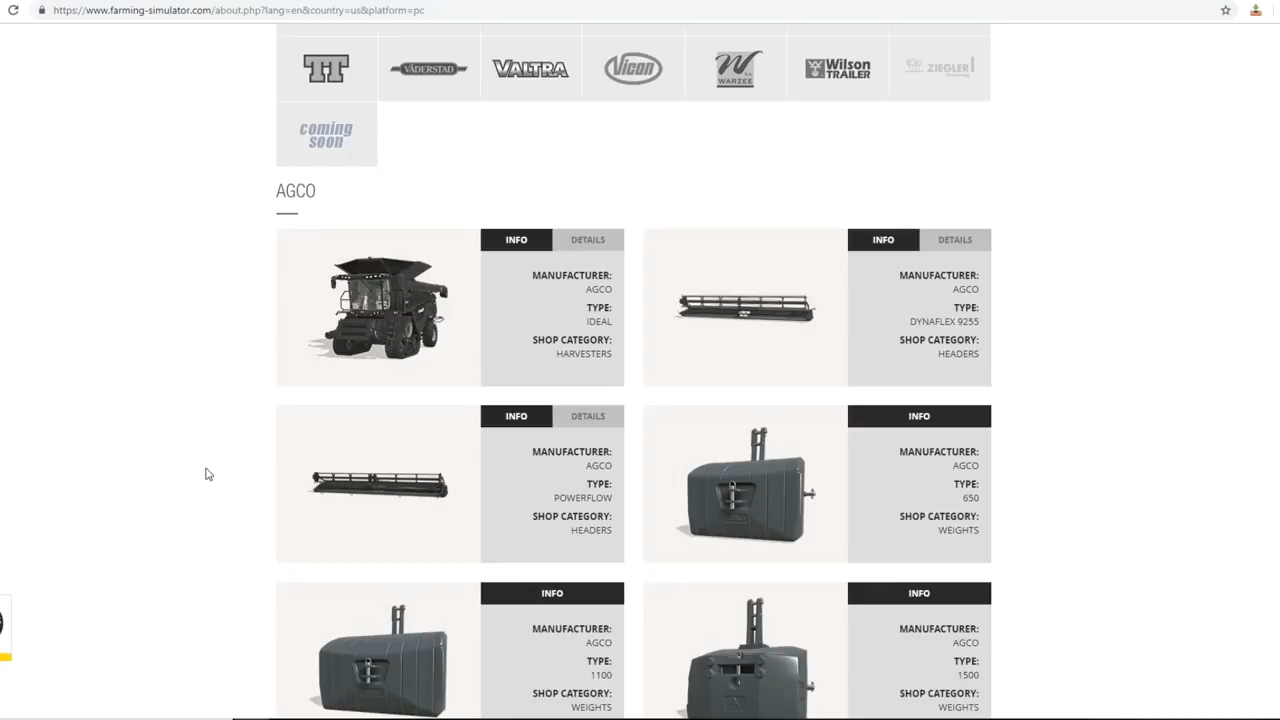 https://www.farming-simulator.com/about.php?lang=en&country=us&platform=pc
TT
VÄDERSTAD
VALTRA
Vicon
W
WARZEE
Wilson
TRAILER
ZIEGLER
coming
soon
AGCO
INFO
DETAILS
MANUFACTURER:
AGCO
TYPE:
IDEAL
SHOP CATEGORY:
HARVESTERS
INFO
DETAILS
MANUFACTURER:
AGCO
TYPE:
DYNAFLEX 9255
SHOP CATEGORY:
HEADERS
INFO
DETAILS
MANUFACTURER:
AGCO
TYPE:
POWERFLOW
SHOP CATEGORY:
HEADERS
INFO
MANUFACTURER:
AGCO
TYPE:
650
SHOP CATEGORY:
WEIGHTS
INFO
MANUFACTURER:
AGCO
TYPE:
1100
SHOP CATEGORY:
WEIGHTS
INFO
MANUFACTURER:
AGCO
TYPE:
1500
SHOP CATEGORY:
WEIGHTS